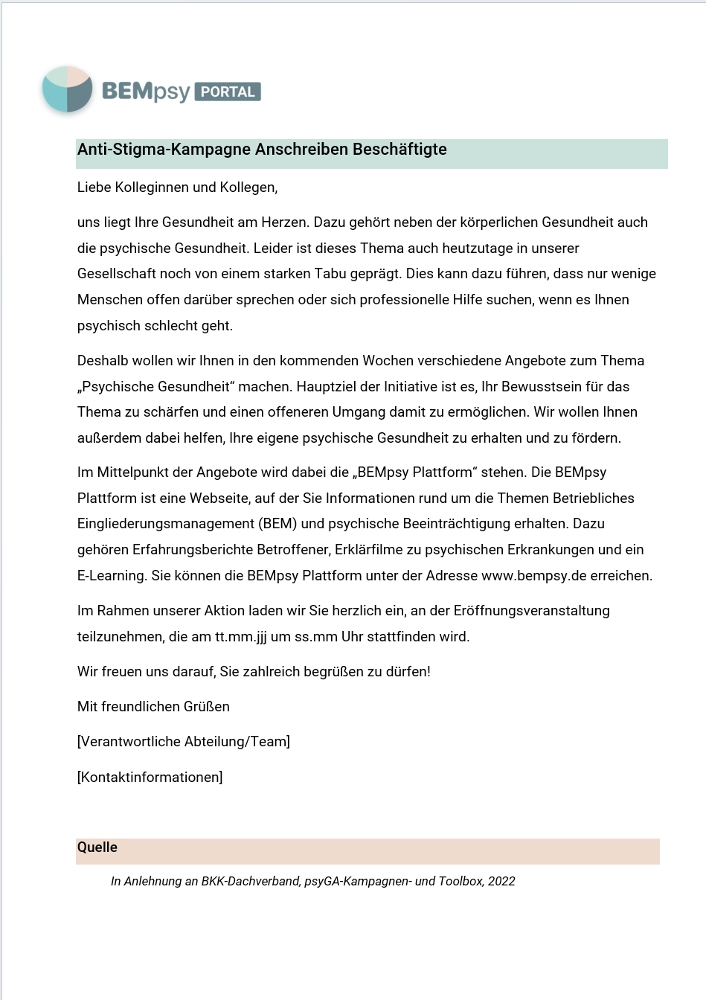 BEMpsy PORTAL
Anti-Stigma-Kampagne Anschreiben Beschäftigte
Liebe Kolleginnen und Kollegen,
uns liegt Ihre Gesundheit am Herzen. Dazu gehört neben der körperlichen Gesundheit auch
die psychische Gesundheit. Leider ist dieses Thema auch heutzutage in unserer
Gesellschaft noch von einem starken Tabu geprägt. Dies kann dazu führen, dass nur wenige
Menschen offen darüber sprechen oder sich professionelle Hilfe suchen, wenn es Ihnen
psychisch schlecht geht.
Deshalb wollen wir Ihnen in den kommenden Wochen verschiedene Angebote zum Thema
„Psychische Gesundheit“ machen. Hauptziel der Initiative ist es, Ihr Bewusstsein für das
Thema zu schärfen und einen offeneren Umgang damit zu ermöglichen. Wir wollen Ihnen
außerdem dabei helfen, Ihre eigene psychische Gesundheit zu erhalten und zu fördern.
Im Mittelpunkt der Angebote wird dabei die „BEMpsy Plattform“ stehen. Die BEMpsy
Plattform ist eine Webseite, auf der Sie Informationen rund um die Themen Betriebliches
Eingliederungsmanagement (BEM) und psychische Beeinträchtigung erhalten. Dazu
gehören Erfahrungsberichte Betroffener, Erklärfilme zu psychischen Erkrankungen und ein
E-Learning. Sie können die BEMpsy Plattform unter der Adresse www.bempsy.de erreichen.
Im Rahmen unserer Aktion laden wir Sie herzlich ein, an der Eröffnungsveranstaltung
teilzunehmen, die am tt.mm.jjj um ss.mm Uhr stattfinden wird.
Wir freuen uns darauf, Sie zahlreich begrüßen zu dürfen!
Mit freundlichen Grüßen
[Verantwortliche Abteilung/Team]
[Kontaktinformationen]
Quelle
In Anlehnung an BKK-Dachverband, psyGA-Kampagnen- und Toolbox, 2022